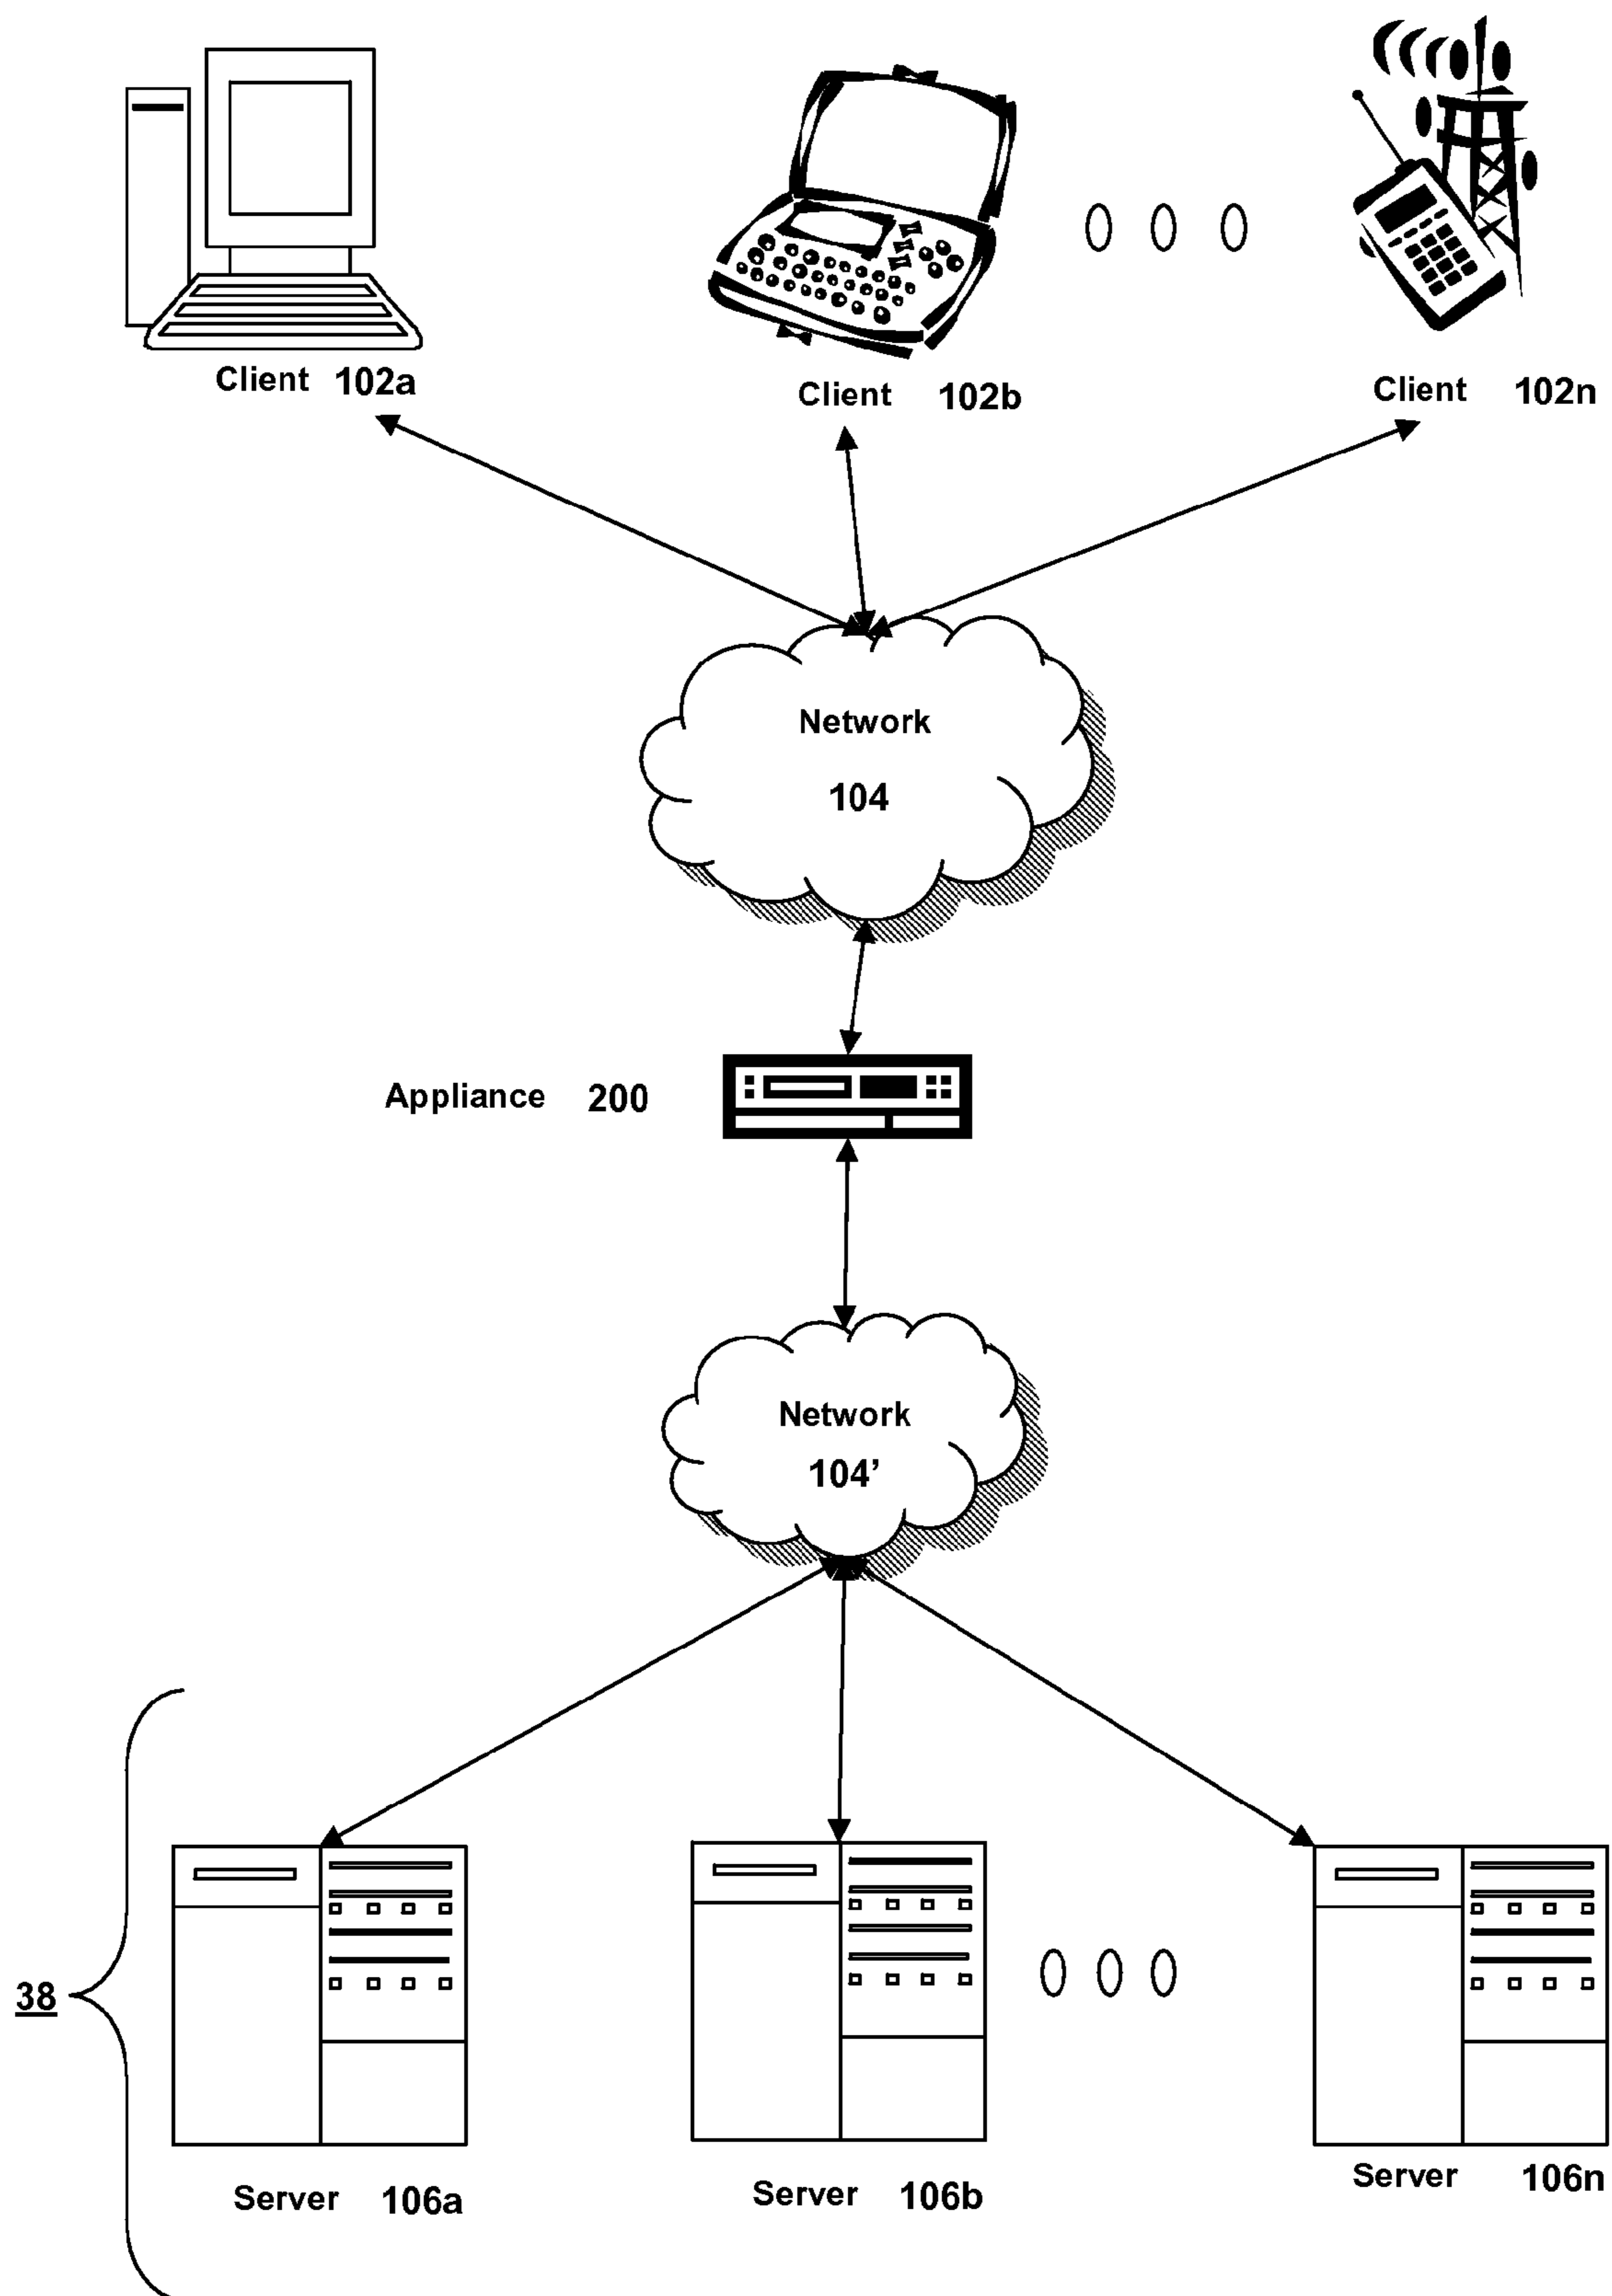 Client 102a
Client 102b
Client 102n
Network
104
Appliance 200
Network
104’
38
Server 106a
Server 106b
Server 106n